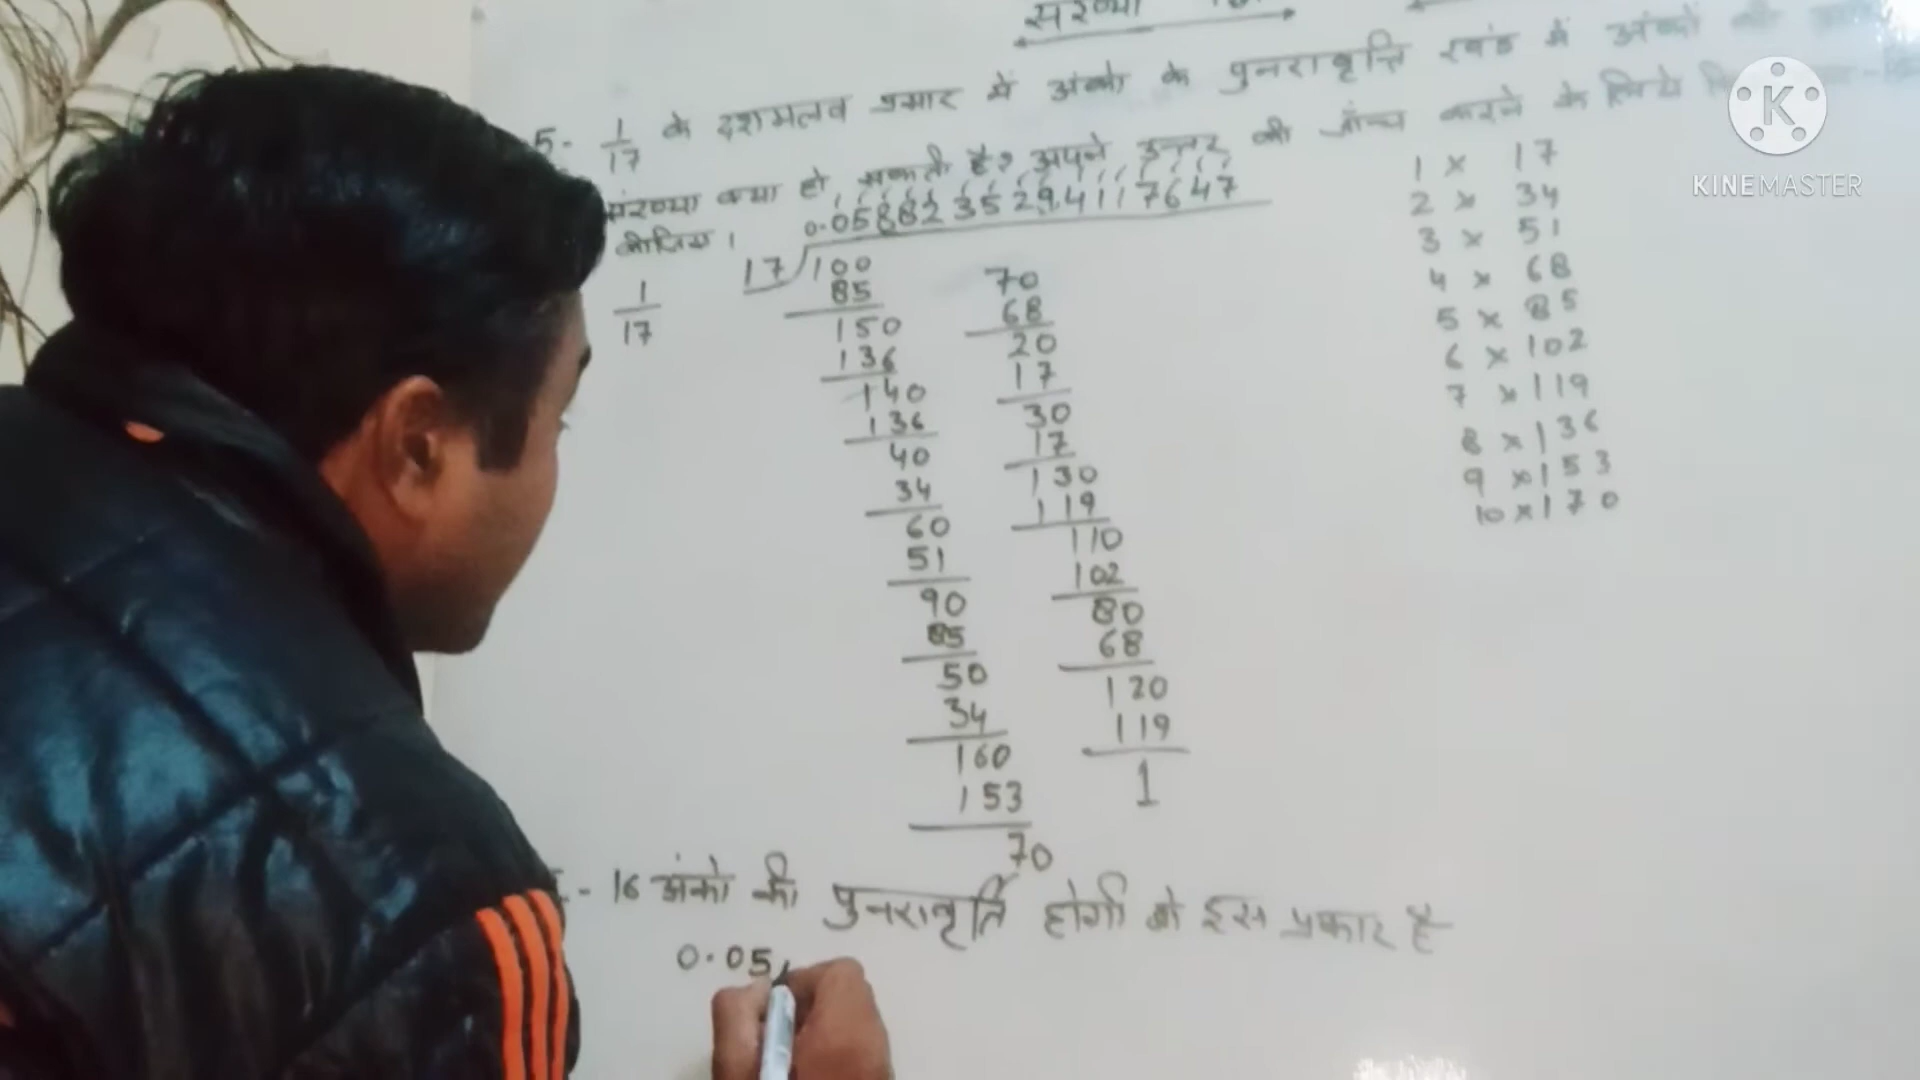 संख्या
5- 1/17 के दशमलव प्रसार में अंको के पुनरावृत्ति खंड में अंकों की
संख्या क्या हो सकती है? अपने उत्तर की जाँच करने के लिये
कीजिय।
0.0588235294117647
1/17
17)100
85
150
136
140
136
40
34
60
51
90
85
50
34
160
153
70
70
68
20
17
30
17
130
119
110
102
80
68
120
119
1
1 x 17
2 x 34
3 x 51
4 x 68
5 x 85
6 x 102
7 x 119
8 x 136
9 x 153
10 x 170
- 16 अंको की पुनरावृर्ति होगी जो इस प्रकार है
0.05
K
KINEMASTER